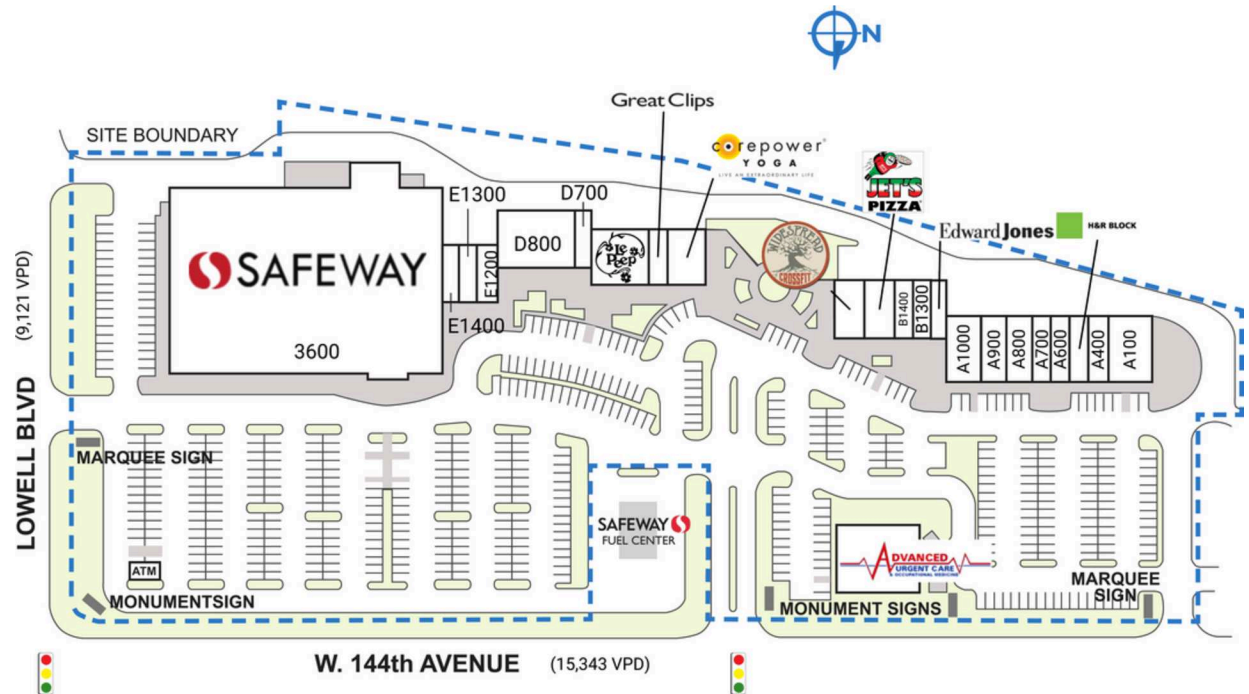 N
SITE BOUNDARY
Great Clips
corepower
YOGA
LIVE AN EXTRAORDINARY LIFE
JET'S
PIZZA
Edward Jones
H&R BLOCK
E1300
D700
D800
Le Peep
WIDESPREAD
CROSSFIT
SAFEWAY
E1200
E1400
3600
B1400
B1300
A1000
A900
A800
A700
A600
A400
A100
(9,121 VPD)
LOWELL BLVD
MARQUEE SIGN
SAFEWAY
FUEL CENTER
ATM
MONUMENTSIGN
ADVANCED
URGENT CARE
& OCCUPATIONAL MEDICINE
MONUMENT SIGNS
MARQUEE
SIGN
W. 144th AVENUE (15,343 VPD)